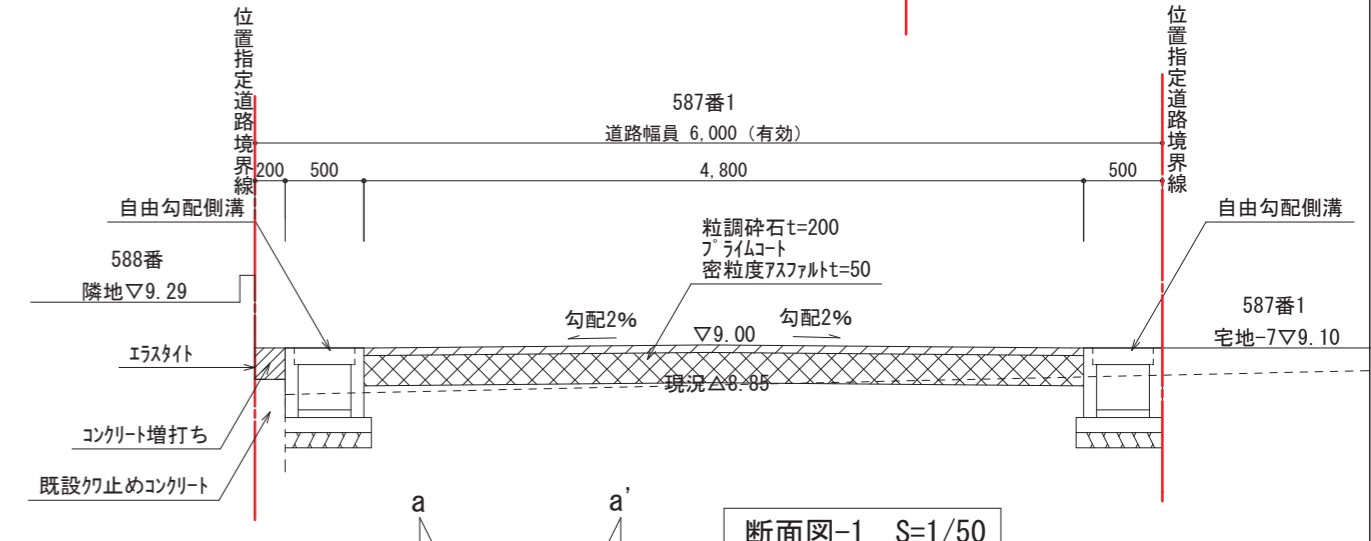 位置指定道路境界線
位置指定道路境界線
587番1
道路幅員 6,000（有効）
200
500
4,800
500
自由勾配側溝
自由勾配側溝
粒調砕石t=200
プライムコート
密粒度アスファルトt=50
588番
隣地▽9.29
587番1
宅地-7▽9.10
勾配2%
▽9.00
勾配2%
エラスタイト
現況△8.85
コンクリート増打ち
既設クワ止めコンクリート
a
a'
断面図-1 S=1/50